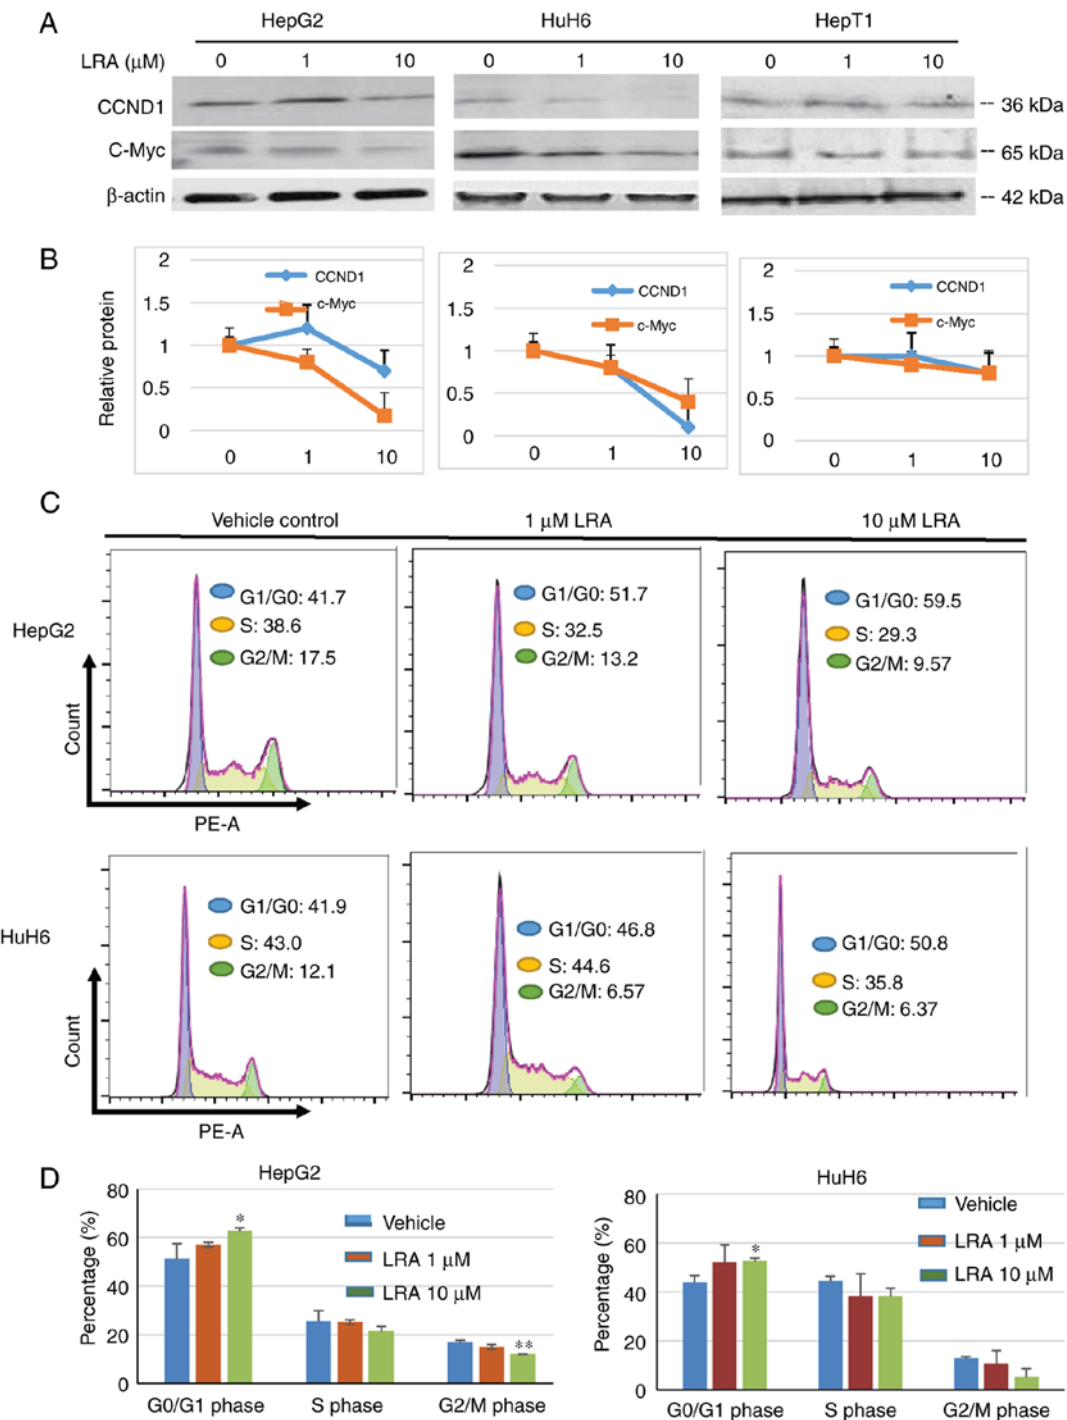 A
HepG2 HuH6 HepT1
LRA (μM) 0 1 10 0 1 10 0 1 10
CCND1 -- 36 kDa
C-Myc -- 65 kDa
β-actin -- 42 kDa
B
Relative protein
2
1.5
1
0.5
0
0 1 10
CCND1
c-Myc
2
1.5
1
0.5
0
0 1 10
CCND1
c-Myc
2
1.5
1
0.5
0
0 1 10
CCND1
c-Myc
C
Vehicle control 1 μM LRA 10 μM LRA
HepG2
Count
PE-A
G1/G0: 41.7
S: 38.6
G2/M: 17.5
G1/G0: 51.7
S: 32.5
G2/M: 13.2
G1/G0: 59.5
S: 29.3
G2/M: 9.57
HuH6
Count
PE-A
G1/G0: 41.9
S: 43.0
G2/M: 12.1
G1/G0: 46.8
S: 44.6
G2/M: 6.57
G1/G0: 50.8
S: 35.8
G2/M: 6.37
D
HepG2
Percentage (%)
80
60
40
20
0
*
**
Vehicle
LRA 1 μM
LRA 10 μM
G0/G1 phase S phase G2/M phase
HuH6
Percentage (%)
80
60
40
20
0
*
Vehicle
LRA 1 μM
LRA 10 μM
G0/G1 phase S phase G2/M phase